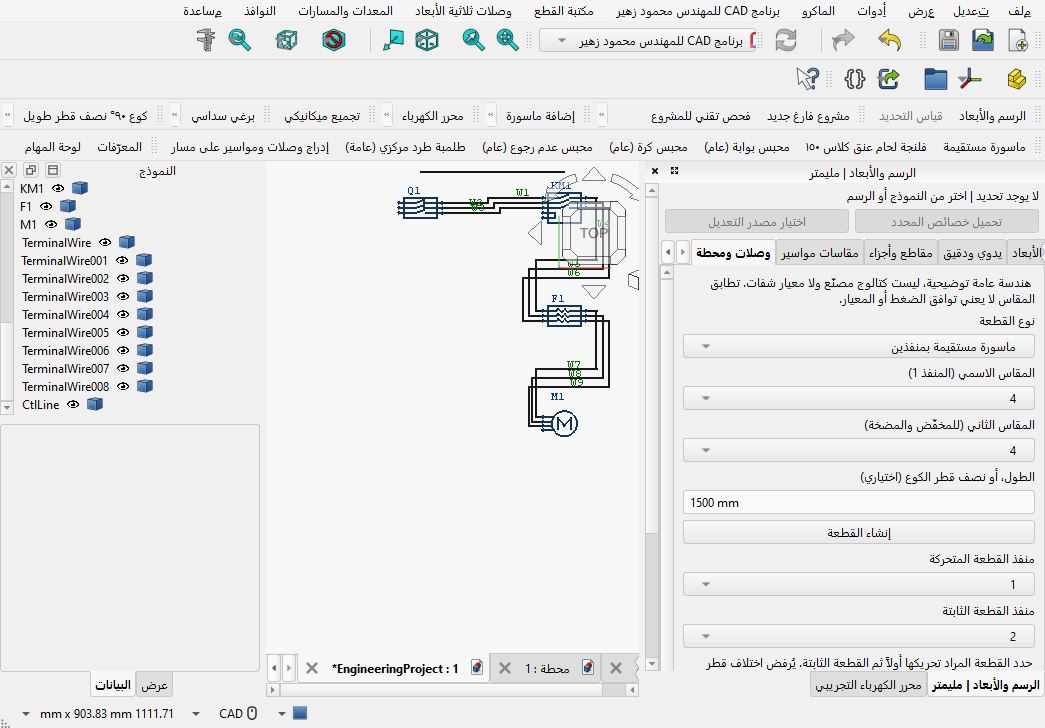 ملف تعديل عرض أدوات الماكرو برنامج CAD للمهندس محمود زهير مكتبة القطع وصلات ثلاثية الأبعاد المعدات والمسارات النوافذ مساعدة
برنامج CAD للمهندس محمود زهير
الرسم والأبعاد قياس التحديد مشروع فارغ جديد فحص تقني للمشروع إضافة ماسورة محرر الكهرباء تجميع ميكانيكي برغي سداسي كوع ٩٠° نصف قطر طويل
ماسورة مستقيمة فلنجة لحام عنق كلاس ١٥٠ محبس بوابة (عام) محبس كرة (عام) محبس عدم رجوع (عام) طلمبة طرد مركزي (عامة) إدراج وصلات ومواسير على مسار المعرّفات لوحة المهام
الرسم والأبعاد | مليمتر
لا يوجد تحديد | اختر من النموذج أو الرسم
تحميل خصائص المحدد
اختيار مصدر التعديل
الأبعاد
يدوي ودقيق
مقاطع وأجزاء
مقاسات مواسير
وصلات ومحطة
هندسة عامة توضيحية، ليست كتالوج مصنّع ولا معيار شفات. تطابق
المقاس لا يعني توافق الضغط أو المعيار.
نوع القطعة
ماسورة مستقيمة بمنفذين
المقاس الاسمي (المنفذ 1)
4
المقاس الثاني (للمخفّض والمضخة)
4
الطول، أو نصف قطر الكوع (اختياري)
1500 mm
إنشاء القطعة
منفذ القطعة المتحركة
1
منفذ القطعة الثابتة
2
حدد القطعة المراد تحريكها أولاً ثم القطعة الثابتة. يُرفض اختلاف قطر
الرسم والأبعاد | مليمتر
محرر الكهرباء التجريبي
Q1
W1
W2
W3
KM1
TOP
W5
W6
F1
W7
W8
W9
M1
M
محطة : 1
*EngineeringProject : 1
النموذج
KM1
F1
M1
TerminalWire
TerminalWire001
TerminalWire002
TerminalWire003
TerminalWire004
TerminalWire005
TerminalWire006
TerminalWire007
TerminalWire008
CtlLine
عرض
البيانات
CAD
mm x 903.83 mm 1111.71